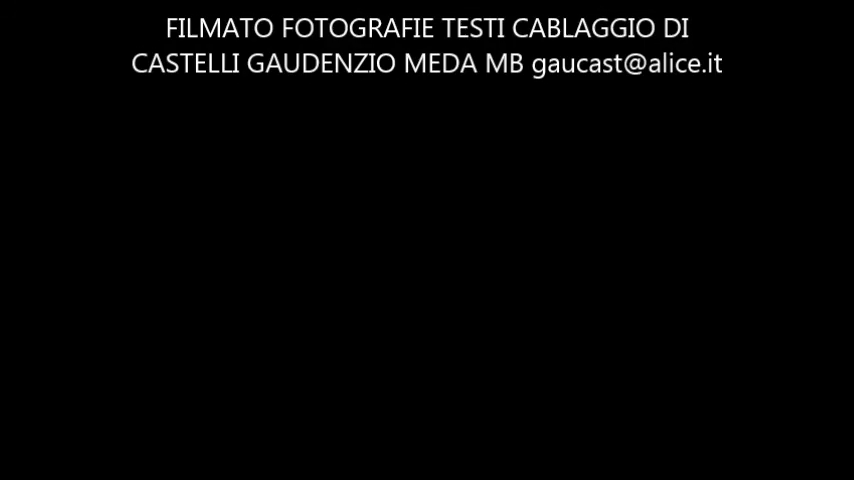 FILMATO FOTOGRAFIE TESTI CABLAGGIO DI
CASTELLI GAUDENZIO MEDA MB gaucast@alice.it